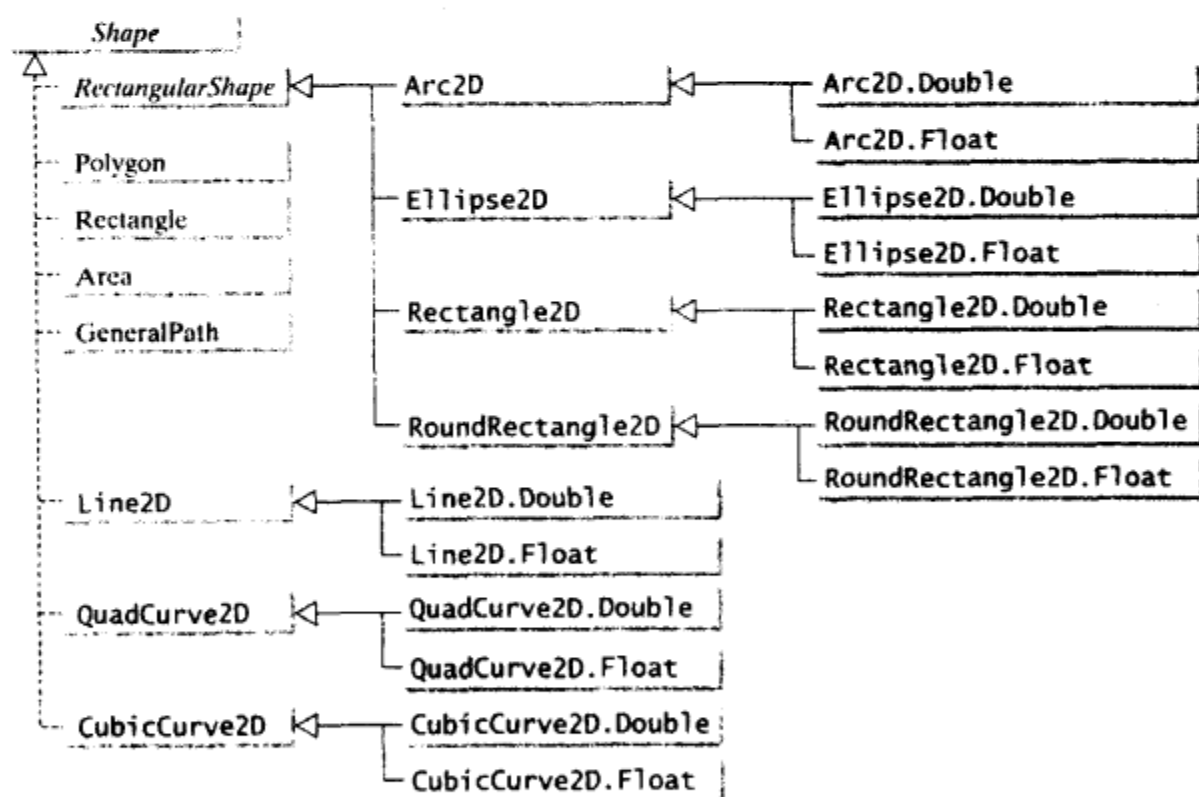 Shape
RectangularShape
Arc2D
Arc2D.Double
Arc2D.Float
Polygon
Ellipse2D
Ellipse2D.Double
Rectangle
Ellipse2D.Float
Area
Rectangle2D
Rectangle2D.Double
GeneralPath
Rectangle2D.Float
RoundRectangle2D
RoundRectangle2D.Double
RoundRectangle2D.Float
Line2D
Line2D.Double
Line2D.Float
QuadCurve2D
QuadCurve2D.Double
QuadCurve2D.Float
CubicCurve2D
CubicCurve2D.Double
CubicCurve2D.Float